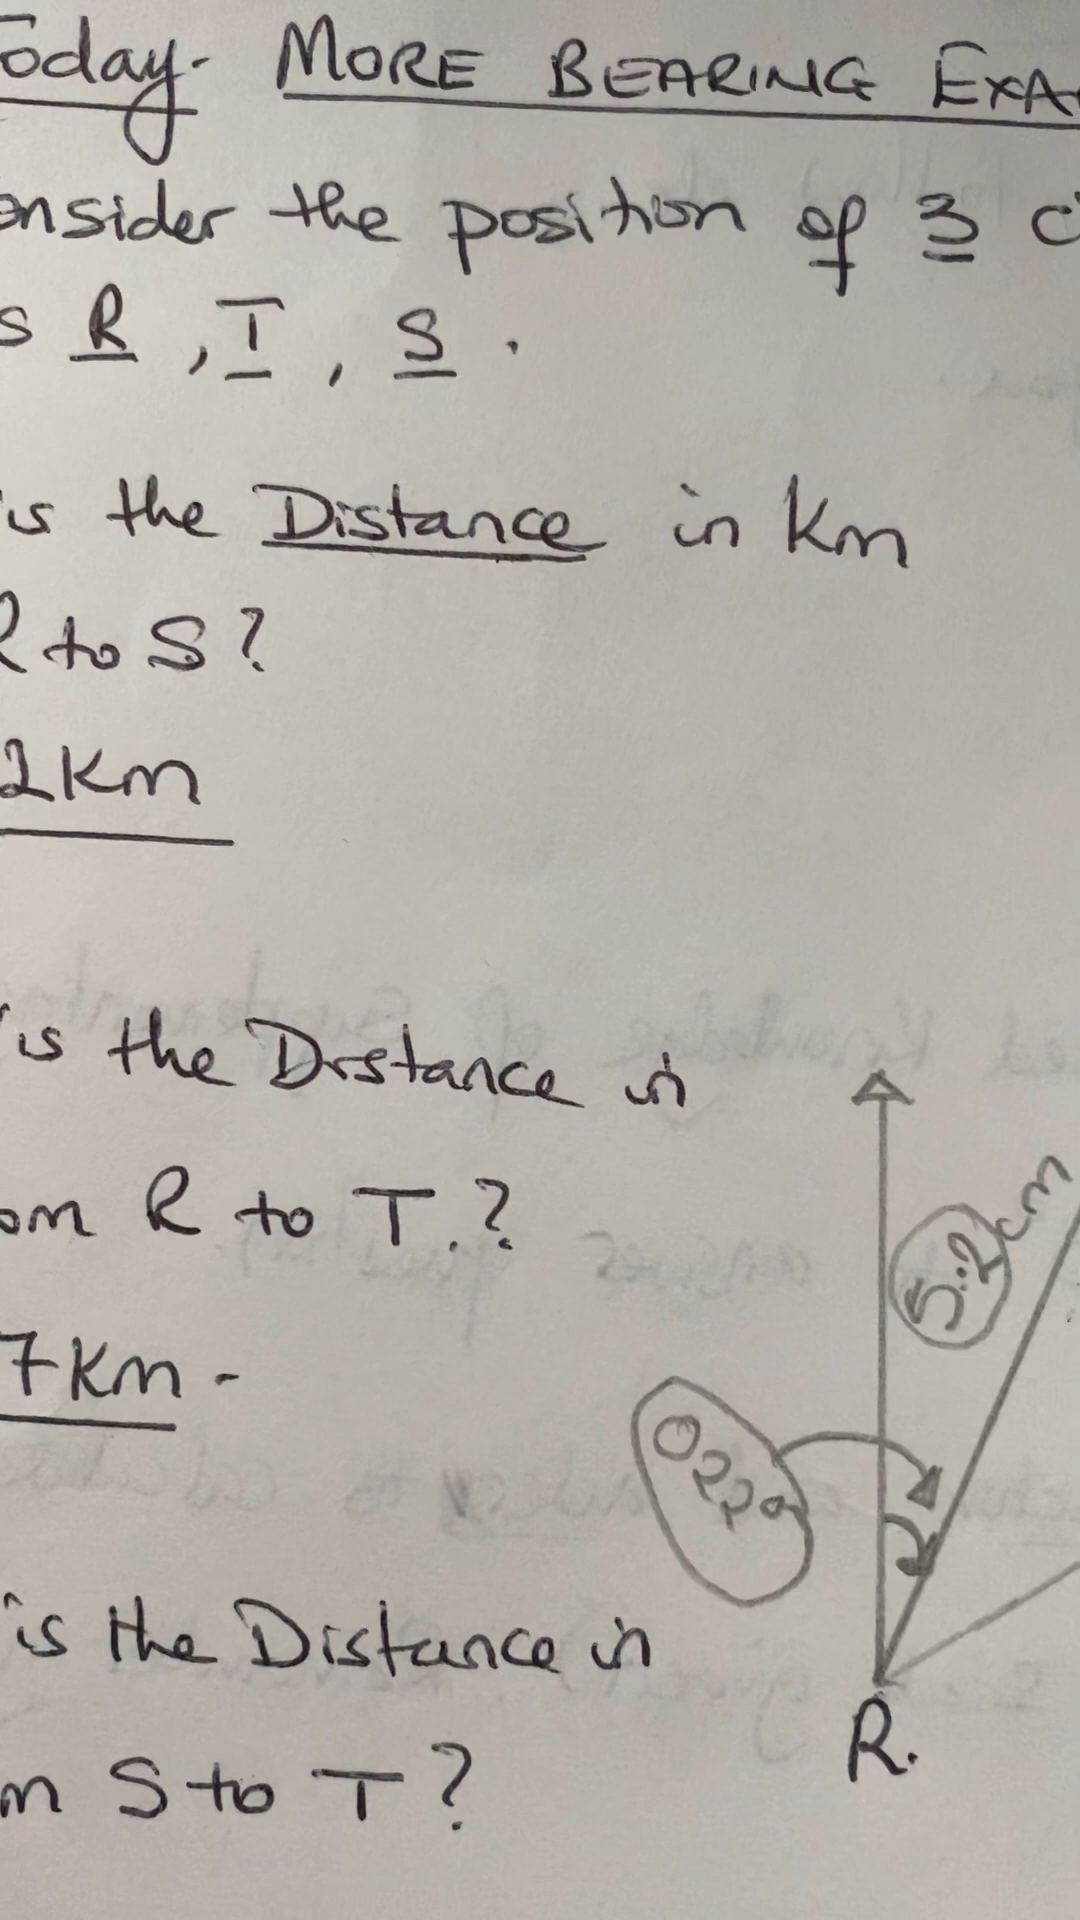 Today- MORE BEARING EXA
onsider the position of 3 c
s R, T, S.
is the Distance in km
R to S?
2km
is the Distance in
om R to T.?
7km-
5.2cm
022°
is the Distance in
R.
m S to T?